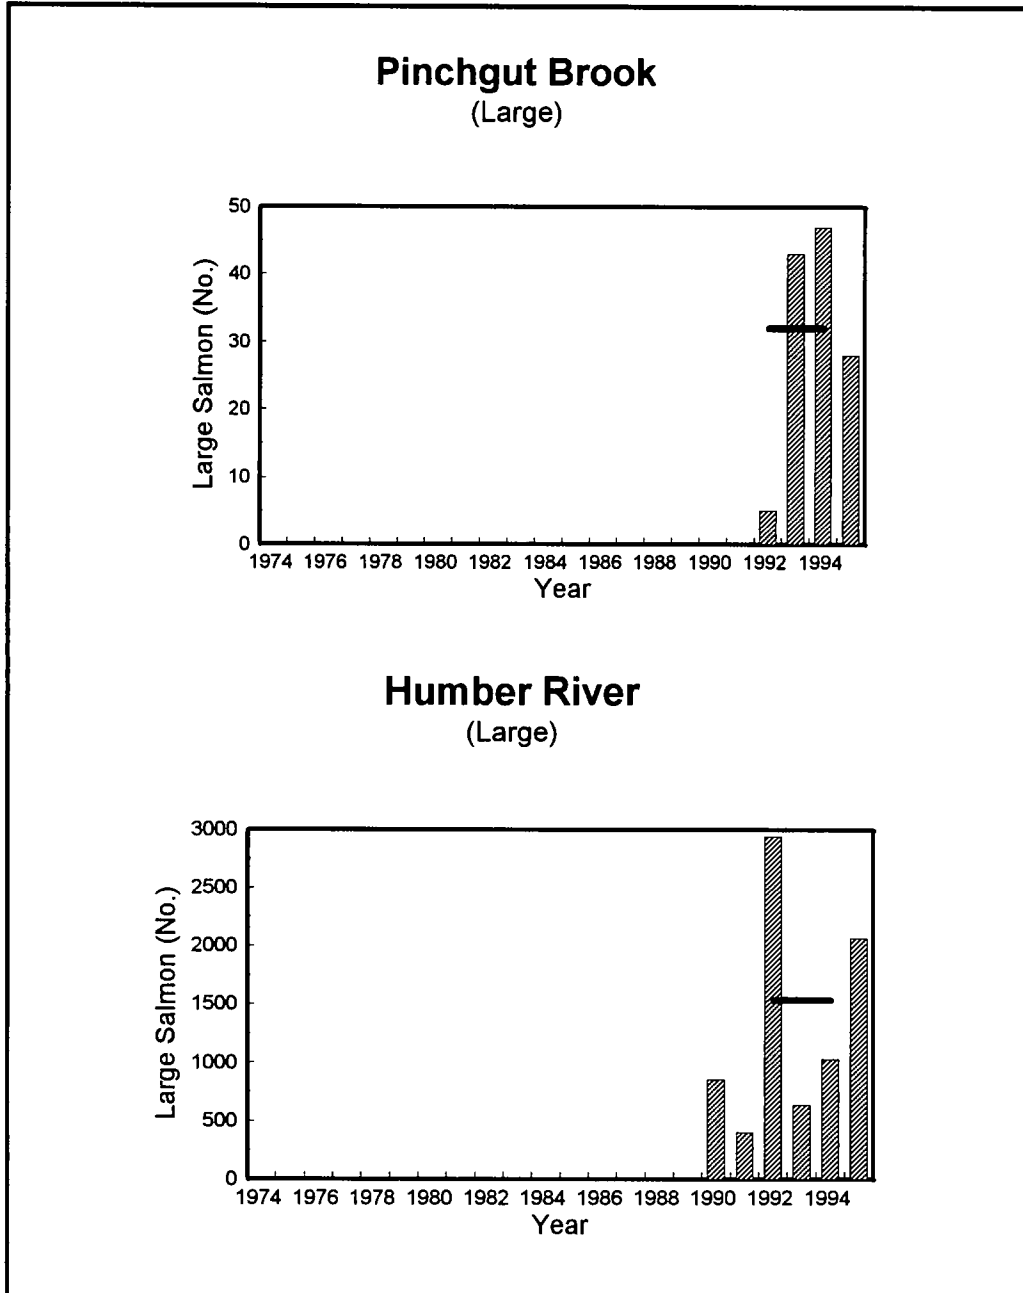 Pinchgut Brook
(Large)
50
40
30
20
10
0
Large Salmon (No.)
1974 1976 1978 1980 1982 1984 1986 1988 1990 1992 1994
Year
Humber River
(Large)
3000
2500
2000
1500
1000
500
0
Large Salmon (No.)
1974 1976 1978 1980 1982 1984 1986 1988 1990 1992 1994
Year